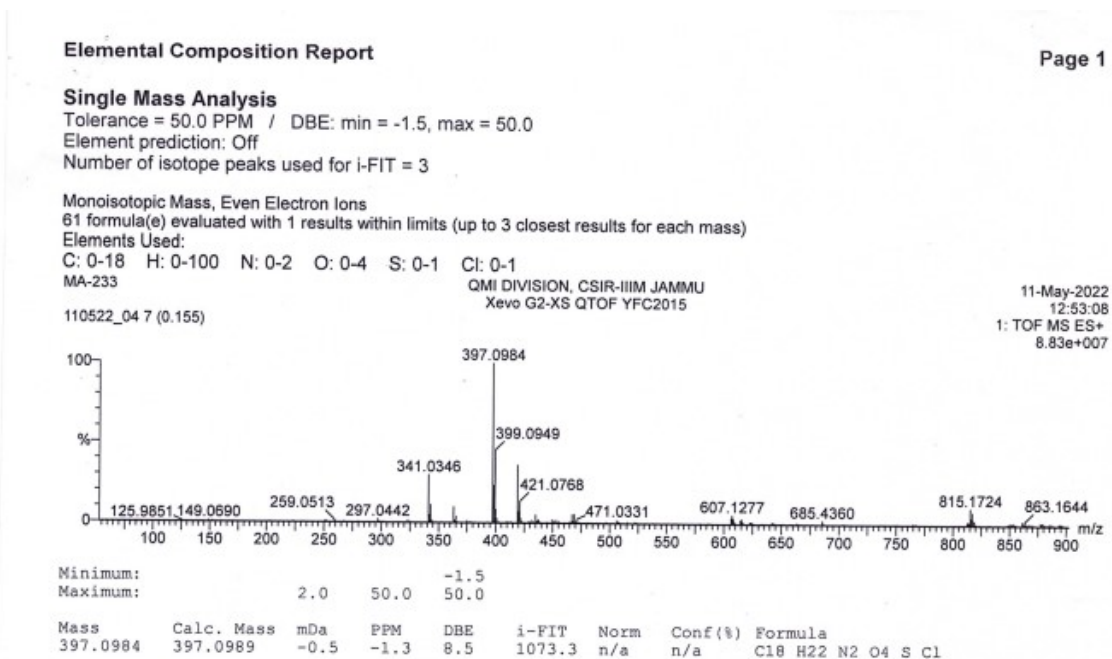 Elemental Composition Report
Page 1
Single Mass Analysis
Tolerance = 50.0 PPM / DBE: min = -1.5, max = 50.0
Element prediction: Off
Number of isotope peaks used for i-FIT = 3
Monoisotopic Mass, Even Electron Ions
61 formula(e) evaluated with 1 results within limits (up to 3 closest results for each mass)
Elements Used:
C: 0-18 H: 0-100 N: 0-2 O: 0-4 S: 0-1 Cl: 0-1
MA-233
QMI DIVISION, CSIR-IIIM JAMMU
11-May-2022
Xevo G2-XS QTOF YFC2015
12:53:08
110522_04 7 (0.155)
1: TOF MS ES+
8.83e+007
100
397.0984
%
399.0949
341.0346
421.0768
125.9851 149.0690
259.0513
297.0442
471.0331
607.1277
685.4360
815.1724
863.1644
0
m/z
100 150 200 250 300 350 400 450 500 550 600 650 700 750 800 850 900
Minimum: -1.5
Maximum: 2.0 50.0 50.0
Mass Calc. Mass mDa PPM DBE i-FIT Norm Conf(%) Formula
397.0984 397.0989 -0.5 -1.3 8.5 1073.3 n/a n/a C18 H22 N2 O4 S Cl